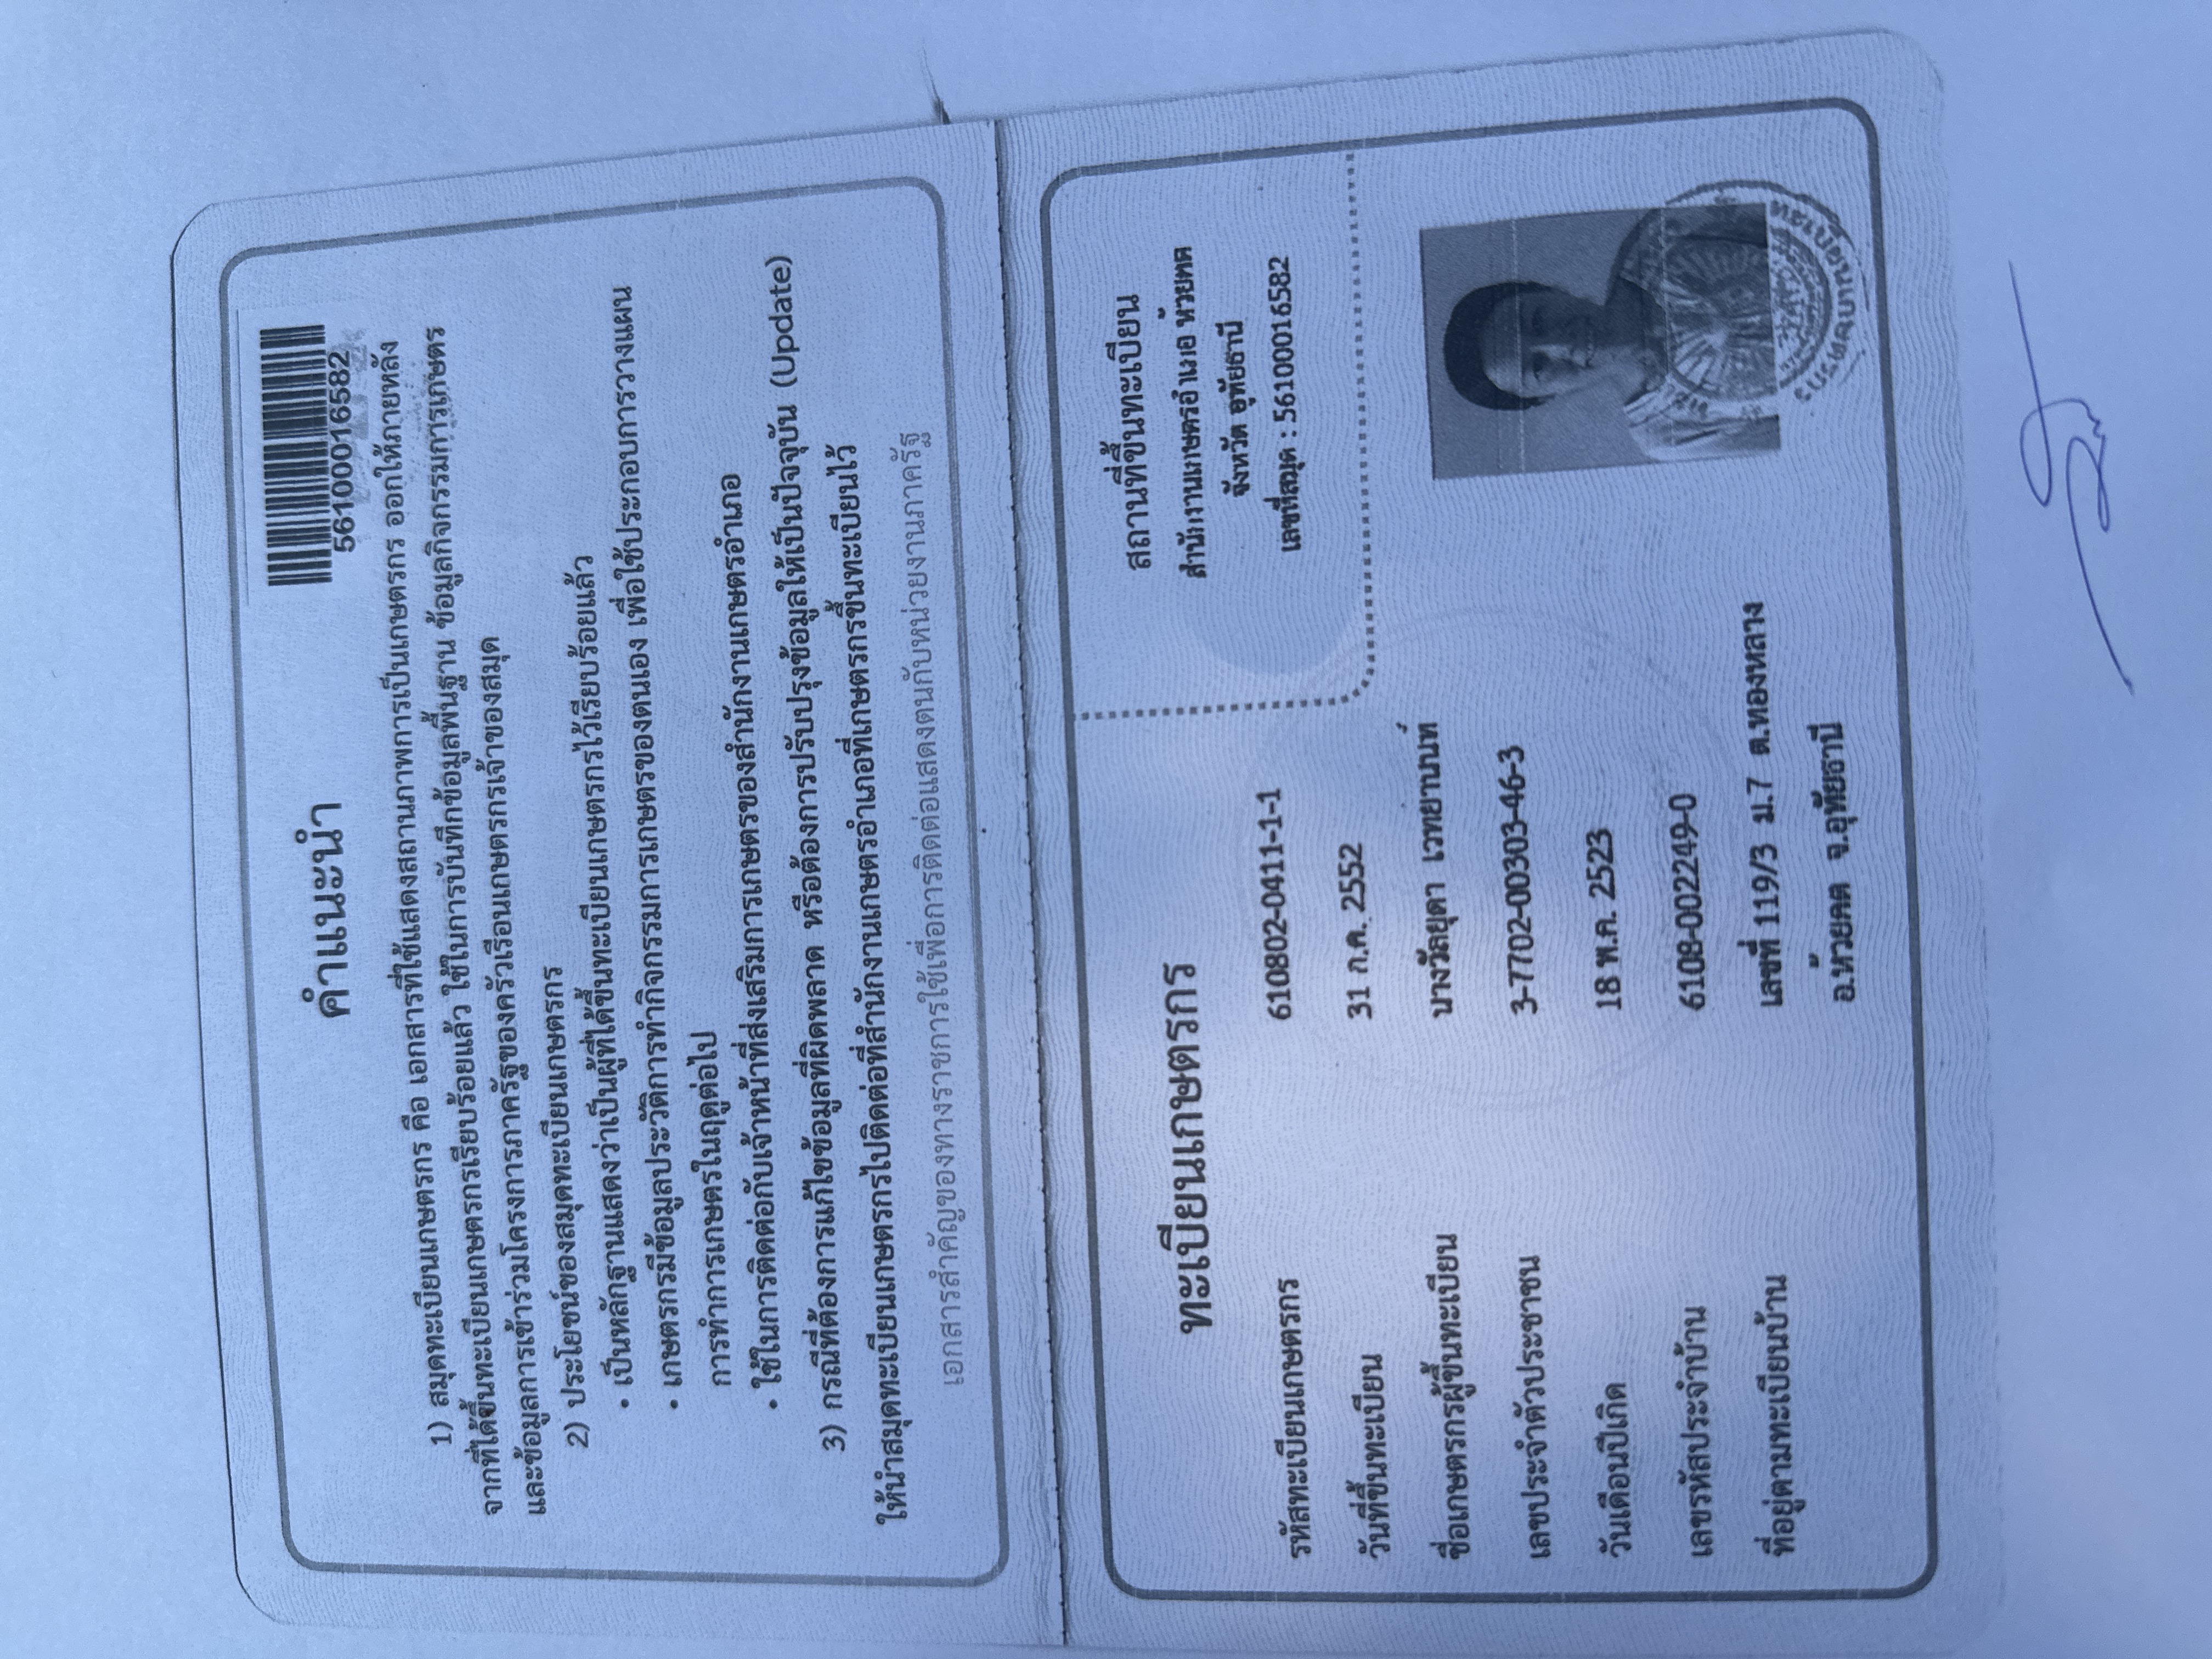 คำแนะนำ
56100016582
1) สมุดทะเบียนเกษตรกร คือ เอกสารที่ใช้แสดงสถานภาพการเป็นเกษตรกร ออกให้ภายหลัง
จากที่ได้ขึ้นทะเบียนเกษตรกรเรียบร้อยแล้ว ใช้ในการบันทึกข้อมูลพื้นฐาน ข้อมูลกิจกรรมการเกษตร
และข้อมูลการเข้าร่วมโครงการภาครัฐของครัวเรือนเกษตรกรเจ้าของสมุด
2) ประโยชน์ของสมุดทะเบียนเกษตรกร
• เป็นหลักฐานแสดงว่าเป็นผู้ที่ได้ขึ้นทะเบียนเกษตรกรไว้เรียบร้อยแล้ว
• เกษตรกรมีข้อมูลประวัติการทำกิจกรรมการเกษตรของตนเอง เพื่อใช้ประกอบการวางแผน
การทำการเกษตรในฤดูต่อไป
• ใช้ในการติดต่อกับเจ้าหน้าที่ส่งเสริมการเกษตรของสำนักงานเกษตรอำเภอ
3) กรณีที่ต้องการแก้ไขข้อมูลที่ผิดพลาด หรือต้องการปรับปรุงข้อมูลให้เป็นปัจจุบัน (Update)
ให้นำสมุดทะเบียนเกษตรกรไปติดต่อที่สำนักงานเกษตรอำเภอที่เกษตรกรขึ้นทะเบียนไว้
เอกสารสำคัญของทางราชการใช้เพื่อการติดต่อแสดงตนกับหน่วยงานภาครัฐ
สถานที่ขึ้นทะเบียน
สำนักงานเกษตรอำเภอ ห้วยคต
จังหวัด อุทัยธานี
เลขที่สมุด : 56100016582
ทะเบียนเกษตรกร
รหัสทะเบียนเกษตรกร 610802-0411-1-1
วันที่ขึ้นทะเบียน 31 ก.ค. 2552
ชื่อเกษตรกรผู้ขึ้นทะเบียน นางวัลยุดา เวทยานนท์
เลขประจำตัวประชาชน 3-7702-00303-46-3
วันเดือนปีเกิด 18 พ.ค. 2523
เลขรหัสประจำบ้าน 6108-002249-0
ที่อยู่ตามทะเบียนบ้าน เลขที่ 119/3 ม.7 ต.ทองหลาง
อ.ห้วยคต จ.อุทัยธานี